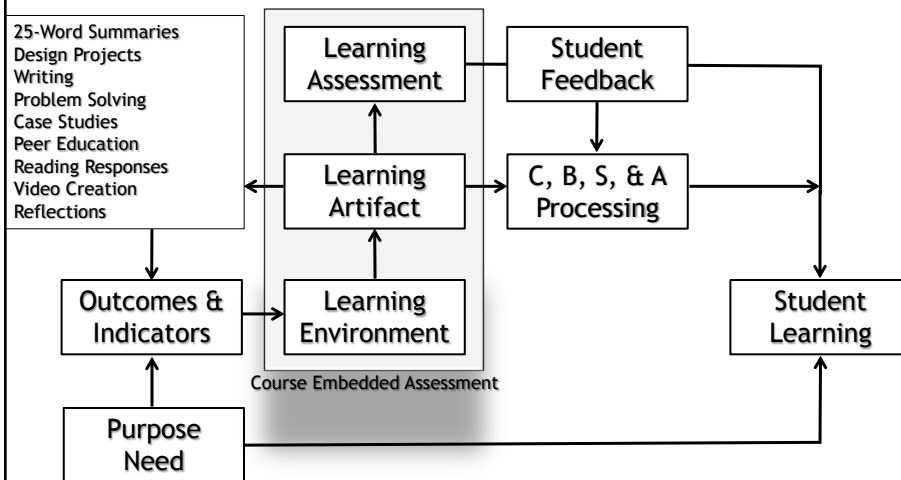 25-Word Summaries
Design Projects
Writing
Problem Solving
Case Studies
Peer Education
Reading Responses
Video Creation
Reflections
Learning
Assessment
Student
Feedback
Learning
Artifact
C, B, S, & A
Processing
Outcomes &
Indicators
Learning
Environment
Student
Learning
Course Embedded Assessment
Purpose
Need